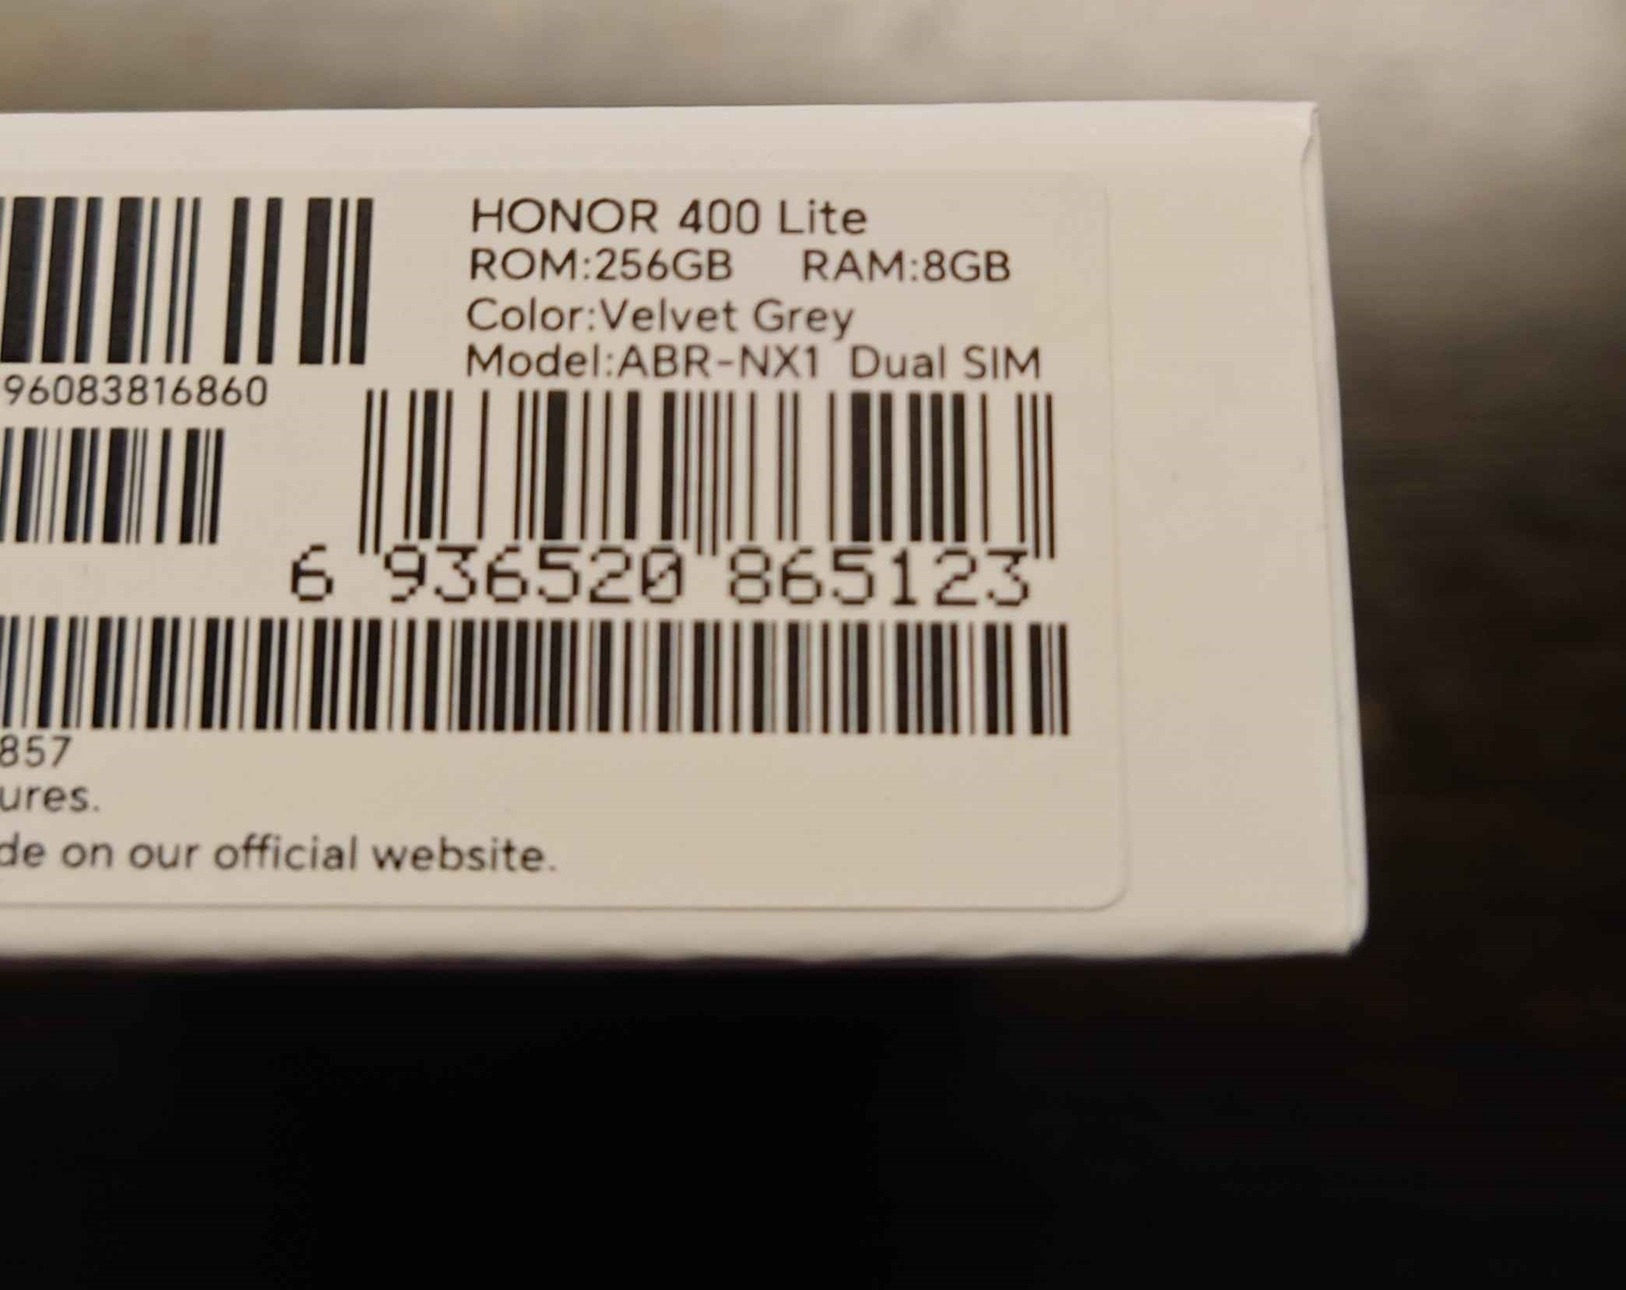 HONOR 400 Lite
ROM:256GB RAM:8GB
Color:Velvet Grey
Model:ABR-NX1 Dual SIM
96083816860
6 936520 865123
857
ures.
de on our official website.